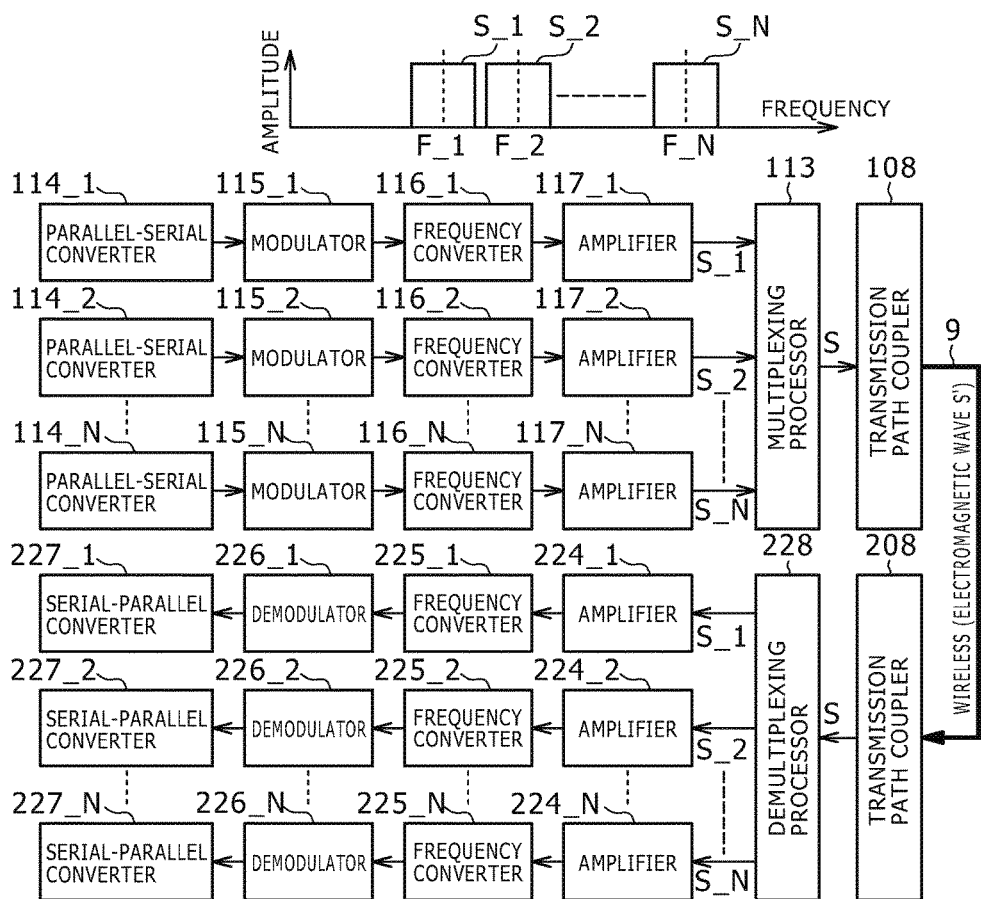 S_1 S_2 S_N
AMPLITUDE
FREQUENCY
F_1 F_2 F_N
114_1 115_1 116_1 117_1 113 108
PARALLEL-SERIAL CONVERTER
MODULATOR
FREQUENCY CONVERTER
AMPLIFIER
S_1
114_2 115_2 116_2 117_2
PARALLEL-SERIAL CONVERTER
MODULATOR
FREQUENCY CONVERTER
AMPLIFIER
S_2
114_N 115_N 116_N 117_N
PARALLEL-SERIAL CONVERTER
MODULATOR
FREQUENCY CONVERTER
AMPLIFIER
S_N
MULTIPLEXING PROCESSOR
S
TRANSMISSION PATH COUPLER
9
WIRELESS (ELECTROMAGNETIC WAVE S')
227_1 226_1 225_1 224_1 228 208
SERIAL-PARALLEL CONVERTER
DEMODULATOR
FREQUENCY CONVERTER
AMPLIFIER
S_1
227_2 226_2 225_2 224_2
SERIAL-PARALLEL CONVERTER
DEMODULATOR
FREQUENCY CONVERTER
AMPLIFIER
S_2
227_N 226_N 225_N 224_N
SERIAL-PARALLEL CONVERTER
DEMODULATOR
FREQUENCY CONVERTER
AMPLIFIER
S_N
DEMULTIPLEXING PROCESSOR
S
TRANSMISSION PATH COUPLER